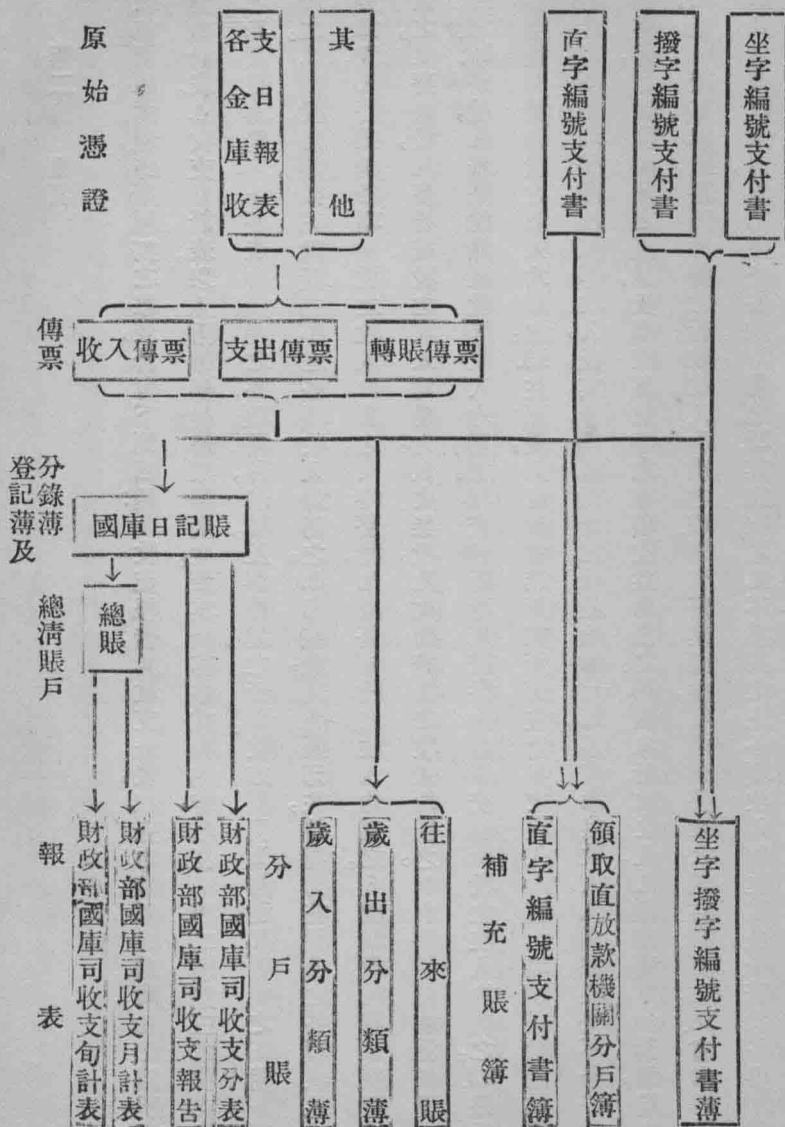 坐字編號支付書
撥字編號支付書
直字編號支付書
其他
各金庫收
支日報表
原始憑證
轉賬傳票
支出傳票
收入傳票
傳票
國庫日記賬
分錄薄
登記薄及
總賬
總清賬戶
坐字撥字編號支付書薄
領取直放款機關分戶簿
直字編號支付書簿
補充賬簿
往來賬
歲出分類薄
歲入分類薄
分戶賬
財政部國庫司收支分表
財政部國庫司收支報告
財政部國庫司收支月計表
財政部國庫司收支旬計表
報表